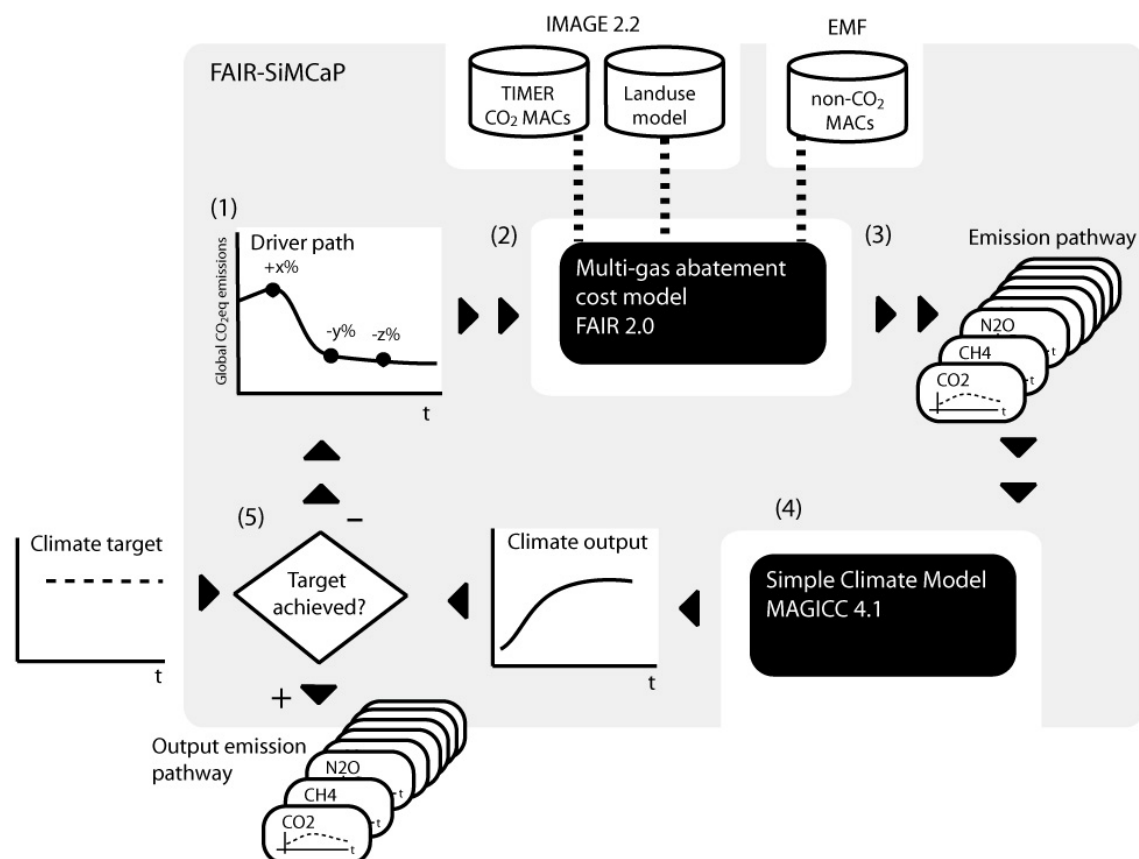 IMAGE 2.2
EMF
FAIR-SiMCaP
TIMER
CO₂ MACs
Landuse
model
non-CO₂
MACs
(1)
Driver path
Global CO₂eq emissions
+x%
-y%
-z%
t
(2)
Multi-gas abatement
cost model
FAIR 2.0
(3)
Emission pathway
N2O
t
CH4
t
CO2
t
(4)
Simple Climate Model
MAGICC 4.1
Climate output
t
(5)
−
Target
achieved?
+
Climate target
t
Output emission
pathway
N2O
t
CH4
t
CO2
t